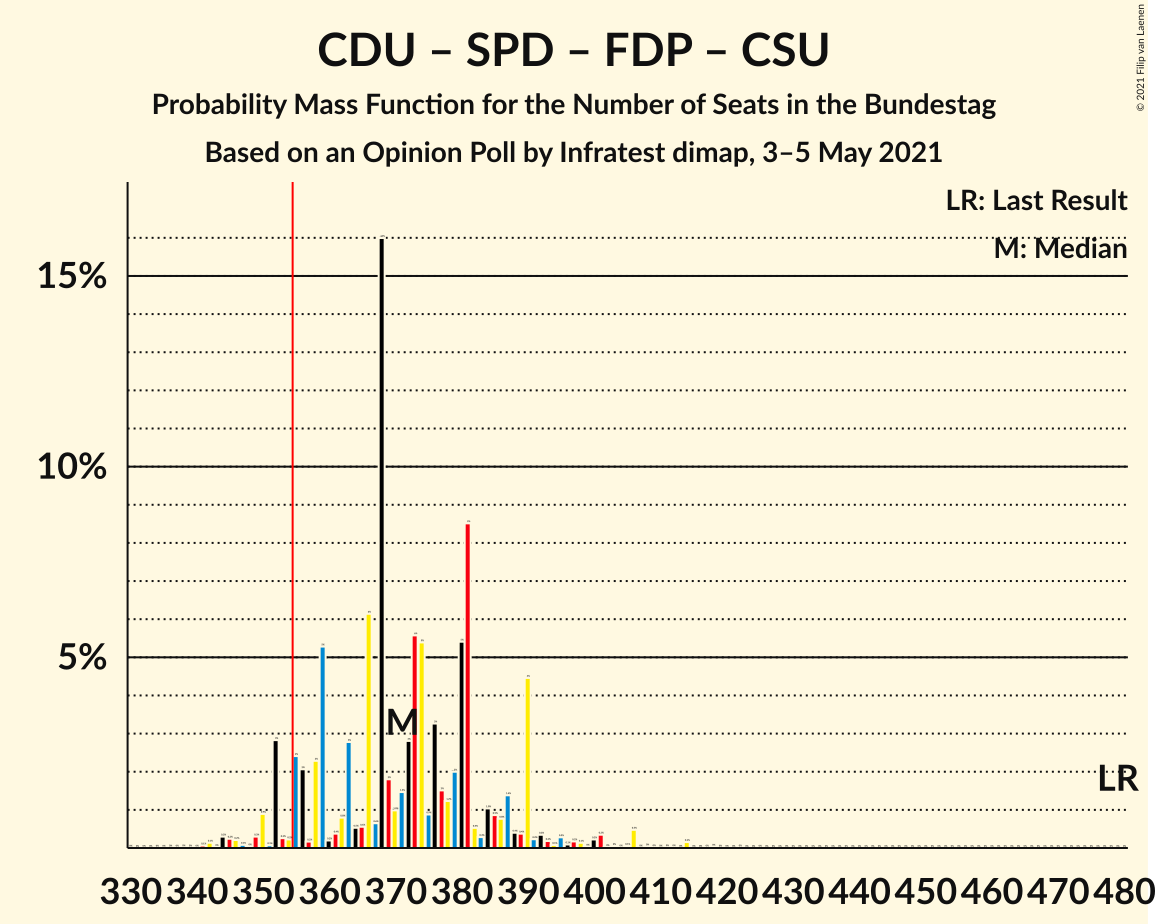 CDU – SPD – FDP – CSU
Probability Mass Function for the Number of Seats in the Bundestag
Based on an Opinion Poll by Infratest dimap, 3–5 May 2021
© 2021 Filip van Laenen
LR: Last Result
M: Median
15%
10%
5%
M
LR
330 340 350 360 370 380 390 400 410 420 430 440 450 460 470 480